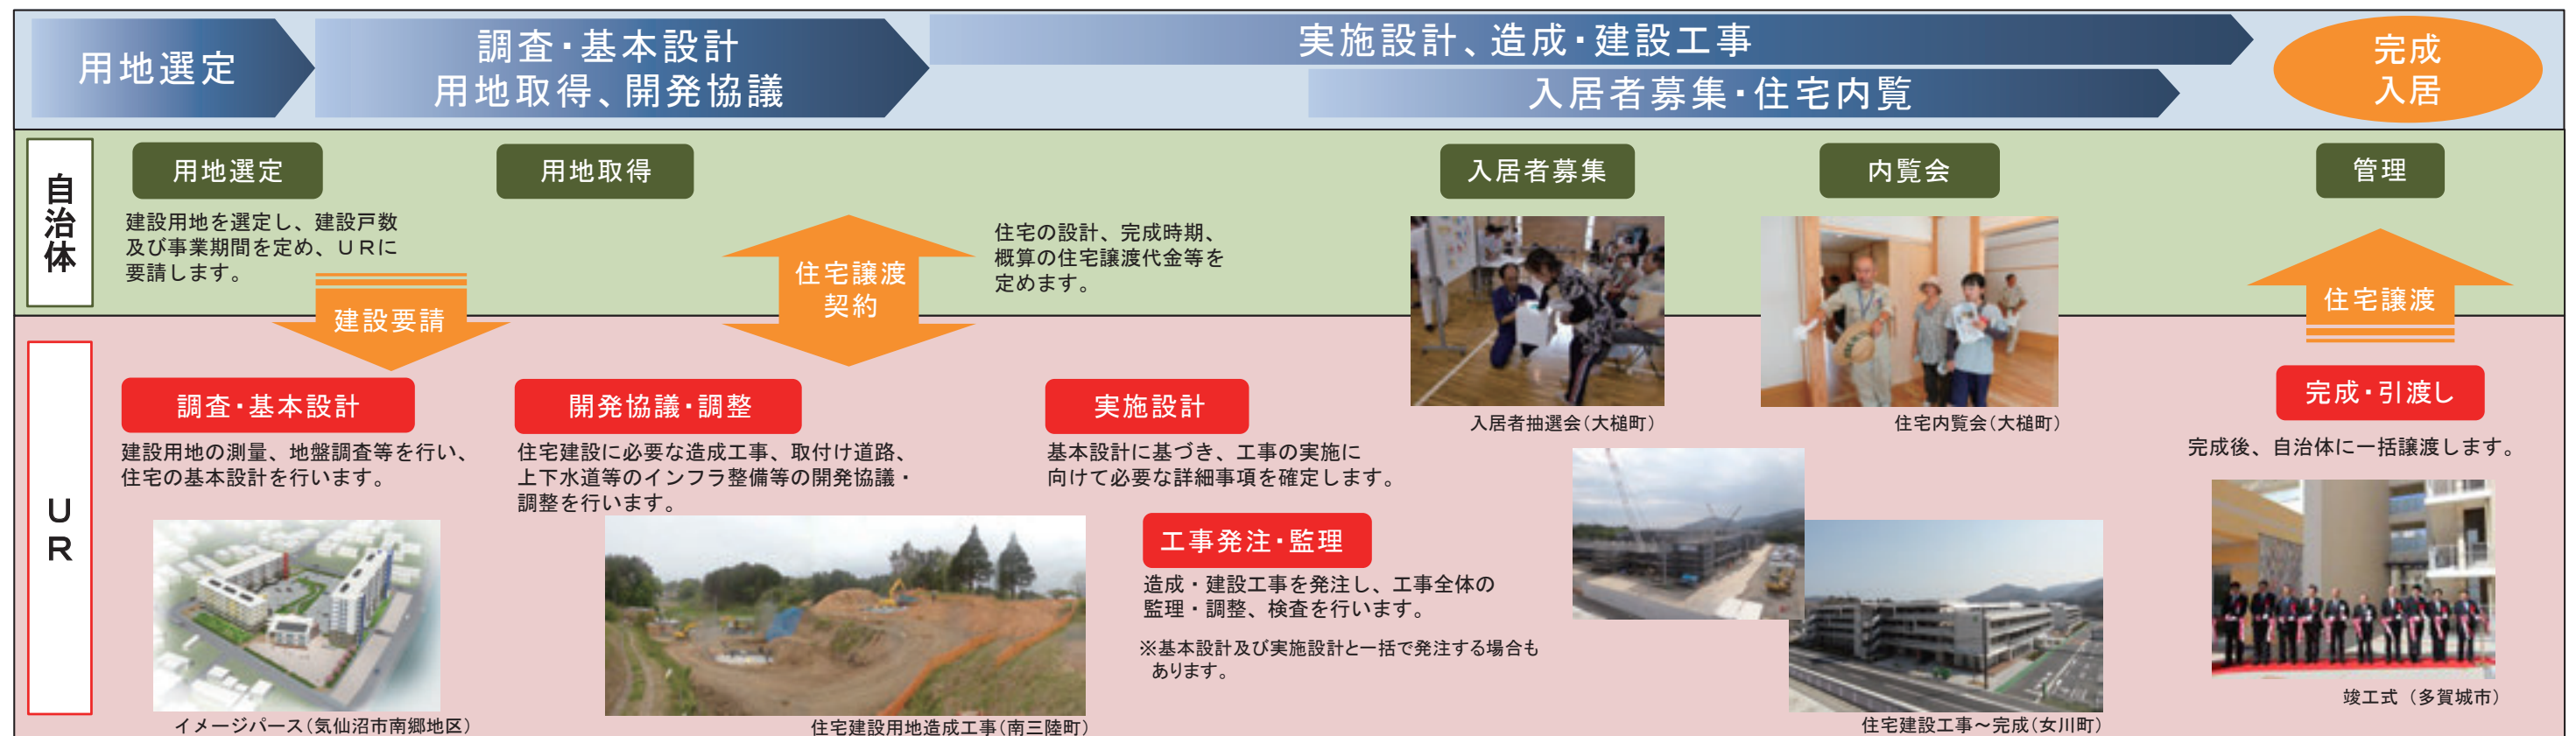 用地選定
調査・基本設計
用地取得、開発協議
実施設計、造成・建設工事
入居者募集・住宅内覧
完成
入居
自治体
用地選定
建設用地を選定し、建設戸数
及び事業期間を定め、ＵＲに
要請します。
建設要請
用地取得
住宅譲渡
契約
住宅の設計、完成時期、
概算の住宅譲渡代金等を
定めます。
入居者募集
入居者抽選会(大槌町)
内覧会
住宅内覧会(大槌町)
管理
住宅譲渡
ＵＲ
調査・基本設計
建設用地の測量、地盤調査等を行い、
住宅の基本設計を行います。
イメージパース(気仙沼市南郷地区)
開発協議・調整
住宅建設に必要な造成工事、取付け道路、
上下水道等のインフラ整備等の開発協議・
調整を行います。
住宅建設用地造成工事(南三陸町)
実施設計
基本設計に基づき、工事の実施に
向けて必要な詳細事項を確定します。
工事発注・監理
造成・建設工事を発注し、工事全体の
監理・調整、検査を行います。
※基本設計及び実施設計と一括で発注する場合も
あります。
住宅建設工事～完成(女川町)
完成・引渡し
完成後、自治体に一括譲渡します。
竣工式（多賀城市）